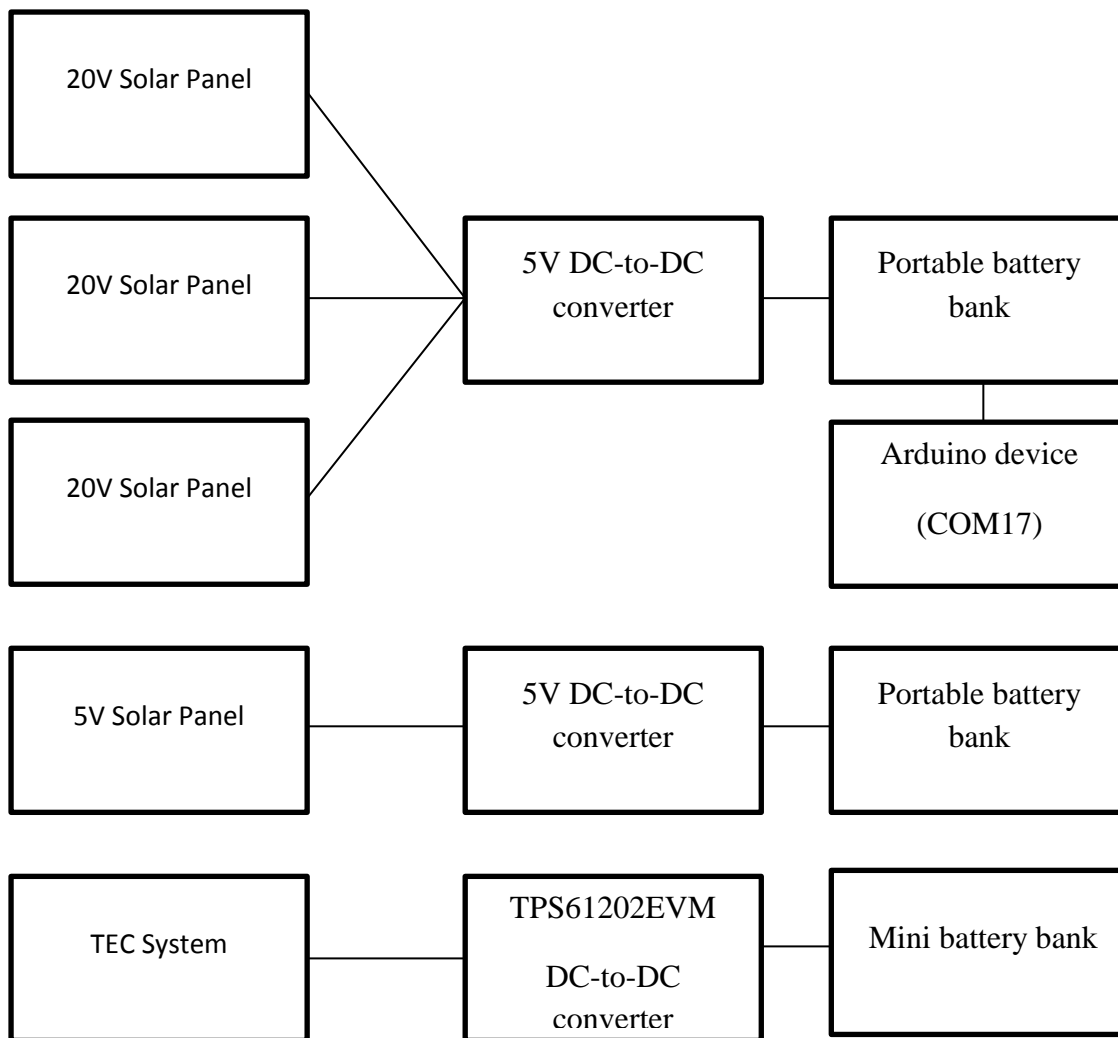 20V Solar Panel
20V Solar Panel
5V DC-to-DC
converter
Portable battery
bank
20V Solar Panel
Arduino device
(COM17)
5V Solar Panel
5V DC-to-DC
converter
Portable battery
bank
TEC System
TPS61202EVM
DC-to-DC
converter
Mini battery bank